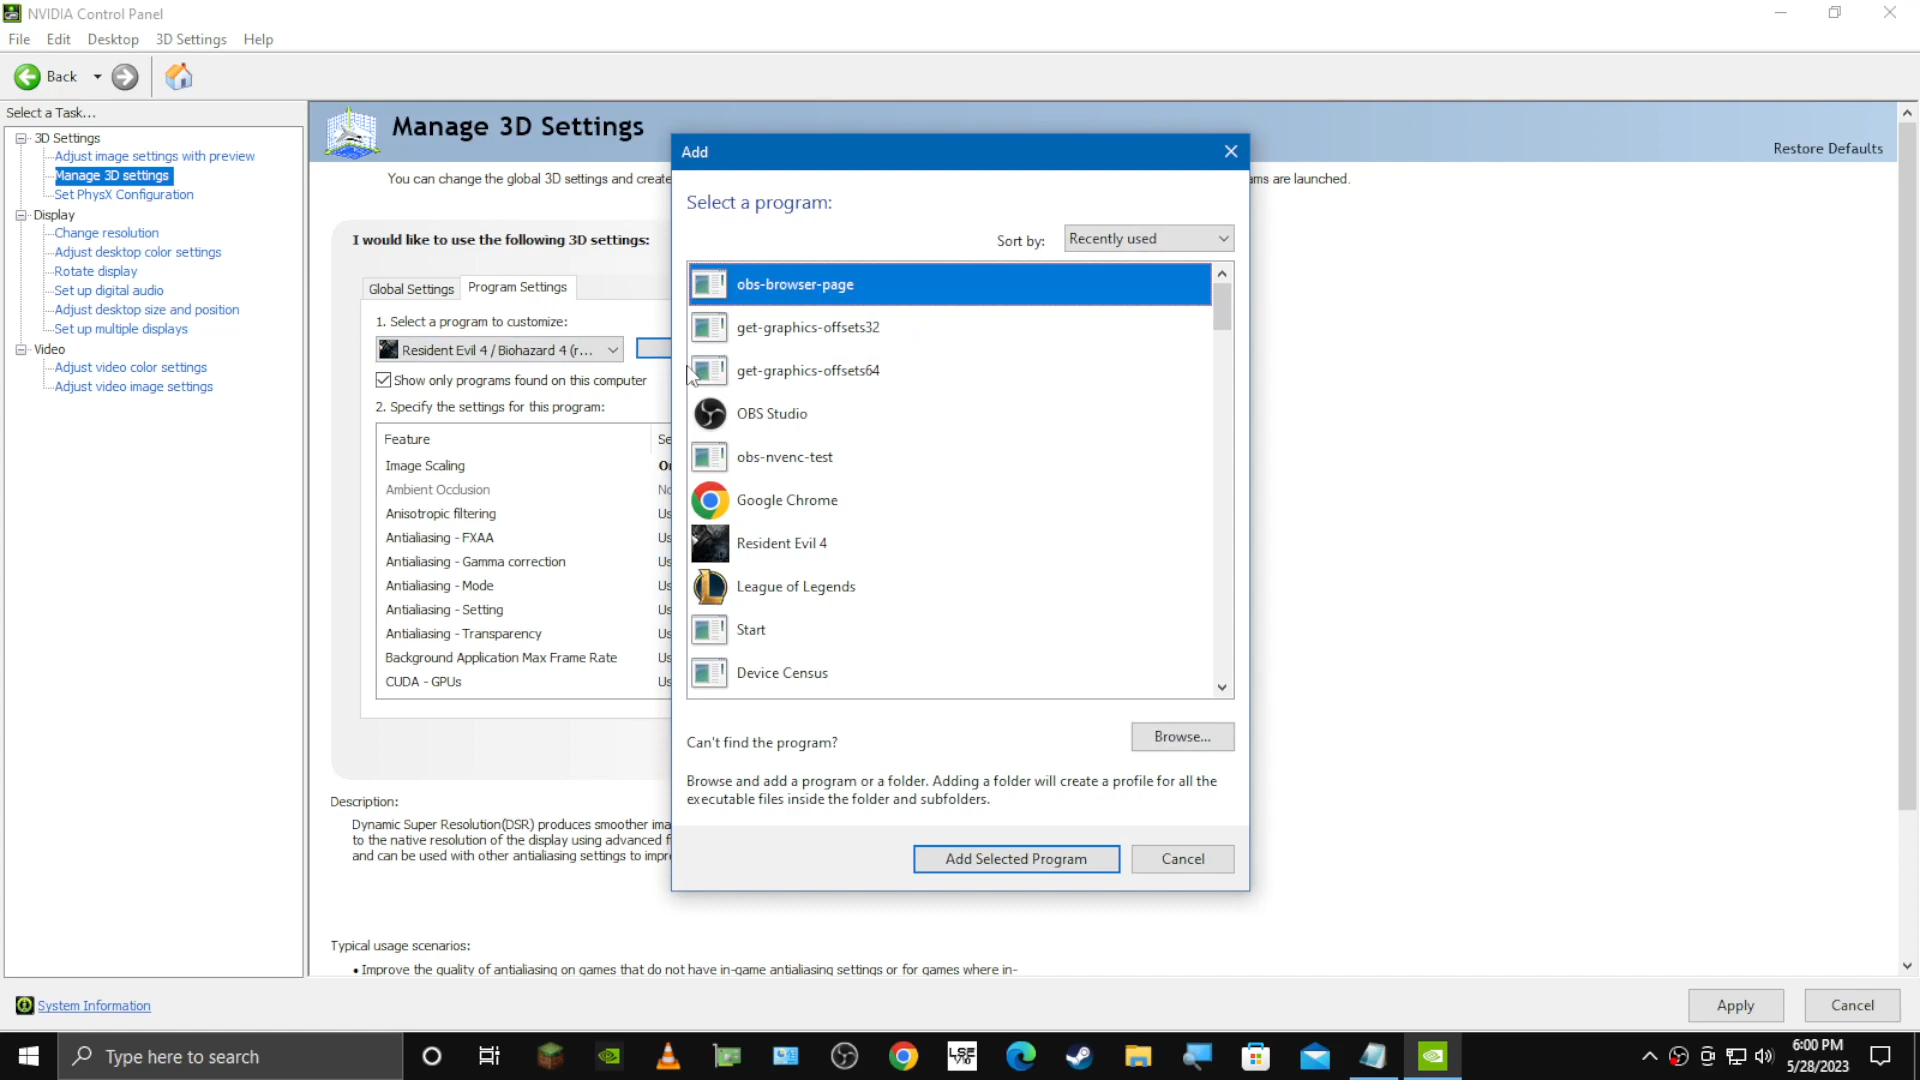 NVIDIA Control Panel
File Edit Desktop 3D Settings Help
Back
Select a Task...
3D Settings
Adjust image settings with preview
Manage 3D settings
Set PhysX Configuration
Display
Change resolution
Adjust desktop color settings
Rotate display
Set up digital audio
Adjust desktop size and position
Set up multiple displays
Video
Adjust video color settings
Adjust video image settings
System Information
Manage 3D Settings
Restore Defaults
You can change the global 3D settings and create
ams are launched.
I would like to use the following 3D settings:
Global Settings Program Settings
1. Select a program to customize:
Resident Evil 4 / Biohazard 4 (r...
Show only programs found on this computer
2. Specify the settings for this program:
Feature Se
Image Scaling
Ambient Occlusion
Anisotropic filtering Us
Antialiasing - FXAA Us
Antialiasing - Gamma correction Us
Antialiasing - Mode Us
Antialiasing - Setting Us
Antialiasing - Transparency Us
Background Application Max Frame Rate Us
CUDA - GPUs Us
Description:
Dynamic Super Resolution(DSR) produces smoother ima
to the native resolution of the display using advanced f
and can be used with other antialiasing settings to impr
Typical usage scenarios:
• Improve the quality of antialiasing on games that do not have in-game antialiasing settings or for games where in-
Add
Select a program:
Sort by: Recently used
obs-browser-page
get-graphics-offsets32
get-graphics-offsets64
OBS Studio
obs-nvenc-test
Google Chrome
Resident Evil 4
League of Legends
Start
Device Census
Can't find the program? Browse...
Browse and add a program or a folder. Adding a folder will create a profile for all the
executable files inside the folder and subfolders.
Add Selected Program Cancel
Apply Cancel
Type here to search
6:00 PM
5/28/2023